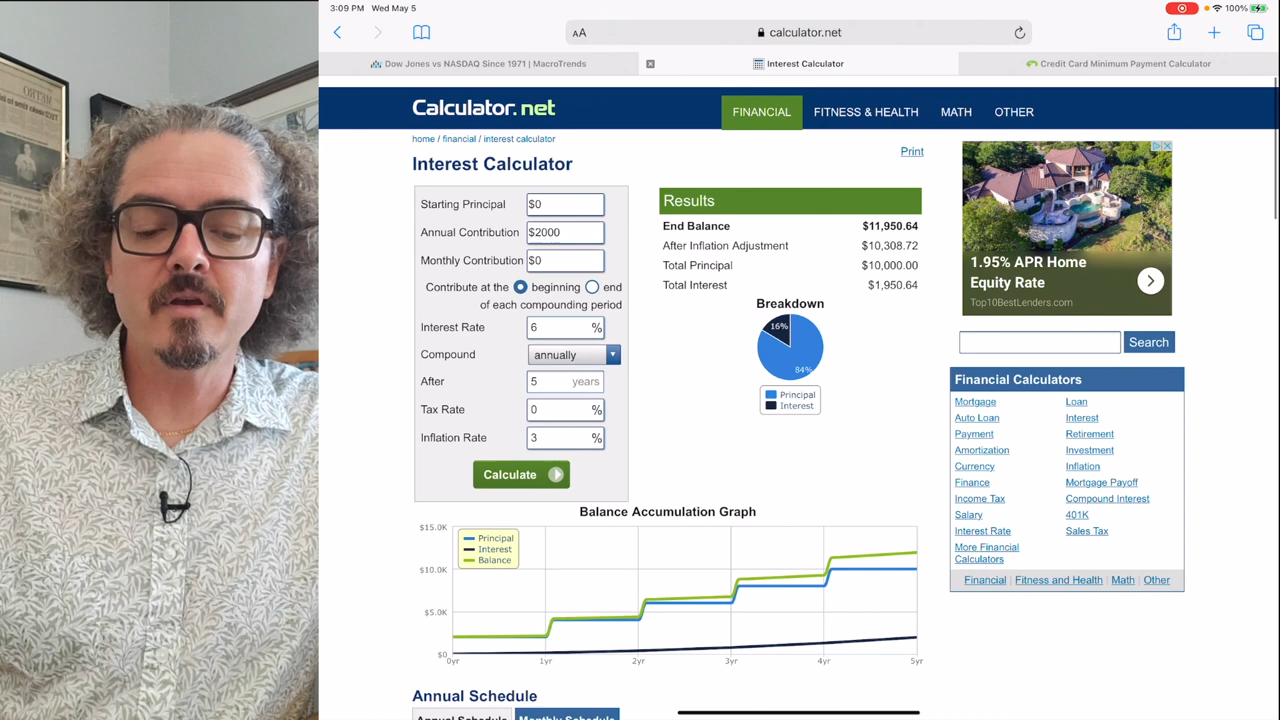 3:09 PM Wed May 5
100%
AA
calculator.net
Dow Jones vs NASDAQ Since 1971 | MacroTrends
Interest Calculator
Credit Card Minimum Payment Calculator
Calculator.net
FINANCIAL
FITNESS & HEALTH
MATH
OTHER
home / financial / interest calculator
Print
Interest Calculator
Starting Principal $0
Annual Contribution $2000
Monthly Contribution $0
Contribute at the beginning end
of each compounding period
Interest Rate 6 %
Compound annually
After 5 years
Tax Rate 0 %
Inflation Rate 3 %
Calculate
Results
End Balance $11,950.64
After Inflation Adjustment $10,308.72
Total Principal $10,000.00
Total Interest $1,950.64
Breakdown
16%
84%
Principal
Interest
1.95% APR Home
Equity Rate
Top10BestLenders.com
Search
Financial Calculators
Mortgage Loan
Auto Loan Interest
Payment Retirement
Amortization Investment
Currency Inflation
Finance Mortgage Payoff
Income Tax Compound Interest
Salary 401K
Interest Rate Sales Tax
More Financial
Calculators
Financial | Fitness and Health | Math | Other
Balance Accumulation Graph
$15.0K
$10.0K
$5.0K
$0
Principal
Interest
Balance
0yr 1yr 2yr 3yr 4yr 5yr
Annual Schedule
Annual Schedule Monthly Schedule
METRO